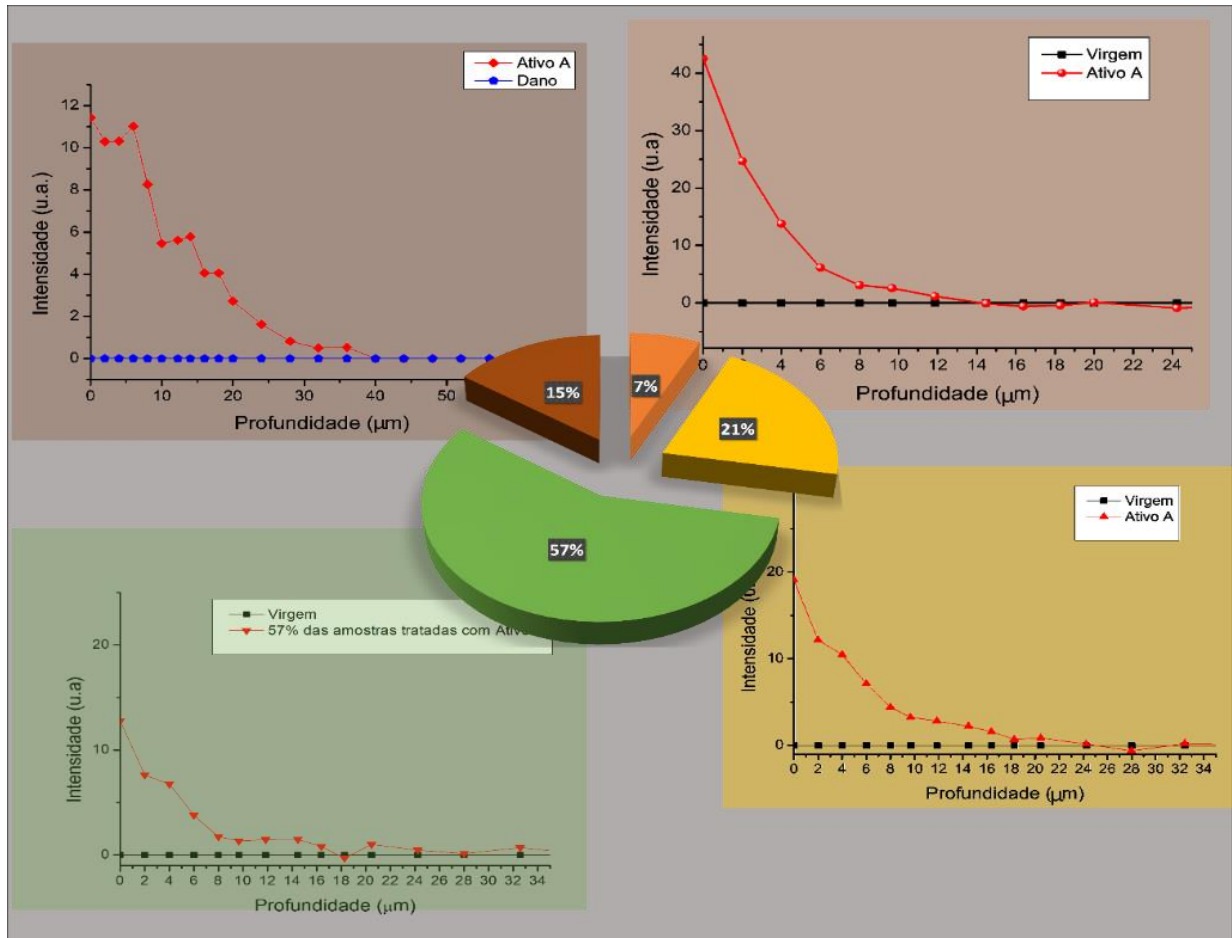 Ativo A
Dano
Intensidade (u.a.)
12
10
8
6
4
2
0
0 10 20 30 40 50
Profundidade (μm)
Virgem
Ativo A
Intensidade (u.a)
40
30
20
10
0
0 2 4 6 8 10 12 14 16 18 20 22 24
Profundidade (μm)
15%
7%
21%
57%
Virgem
57% das amostras tratadas com Ativo
Intensidade (u.a)
20
10
0
0 2 4 6 8 10 12 14 16 18 20 22 24 26 28 30 32 34
Profundidade (μm)
Virgem
Ativo A
Intensidade (u.
20
10
0
0 2 4 6 8 10 12 14 16 18 20 22 24 26 28 30 32 34
Profundidade (μm)